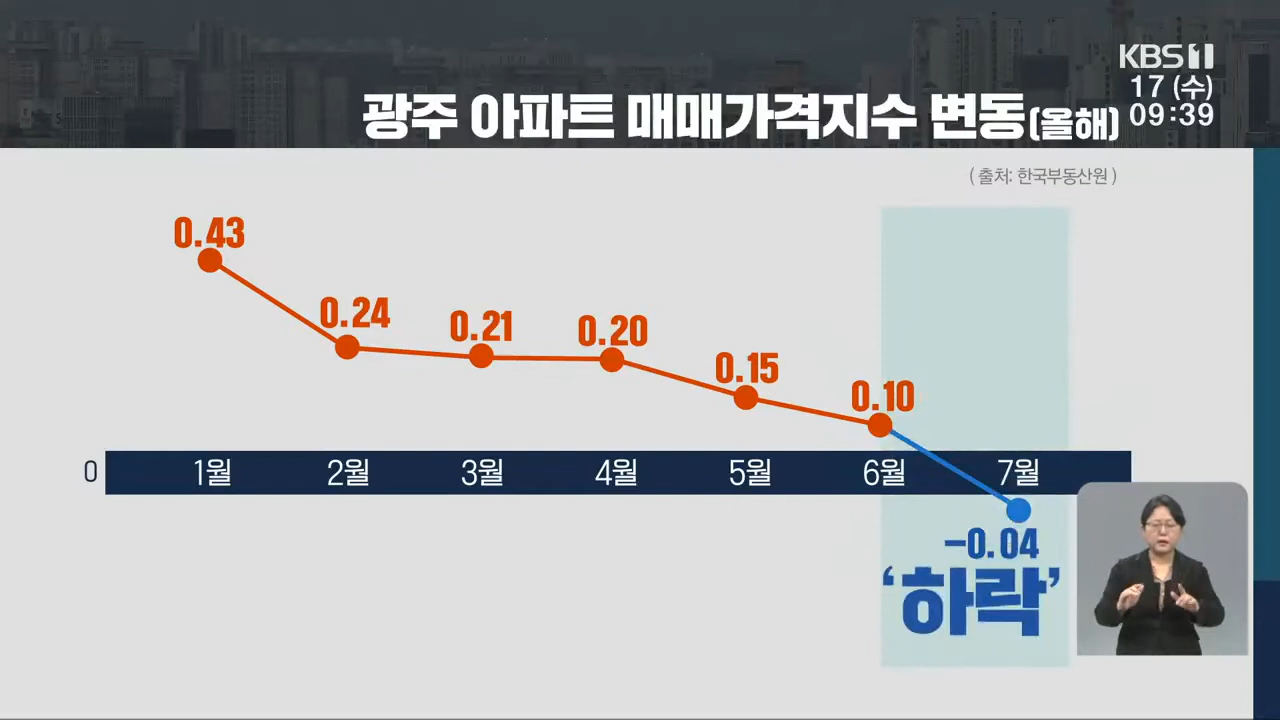 KBS 1
17 (수)
09:39
광주 아파트 매매가격지수 변동(올해)
( 출처: 한국부동산원 )
0.43
0.24
0.21
0.20
0.15
0.10
0 1월 2월 3월 4월 5월 6월 7월
-0.04
‘하락’